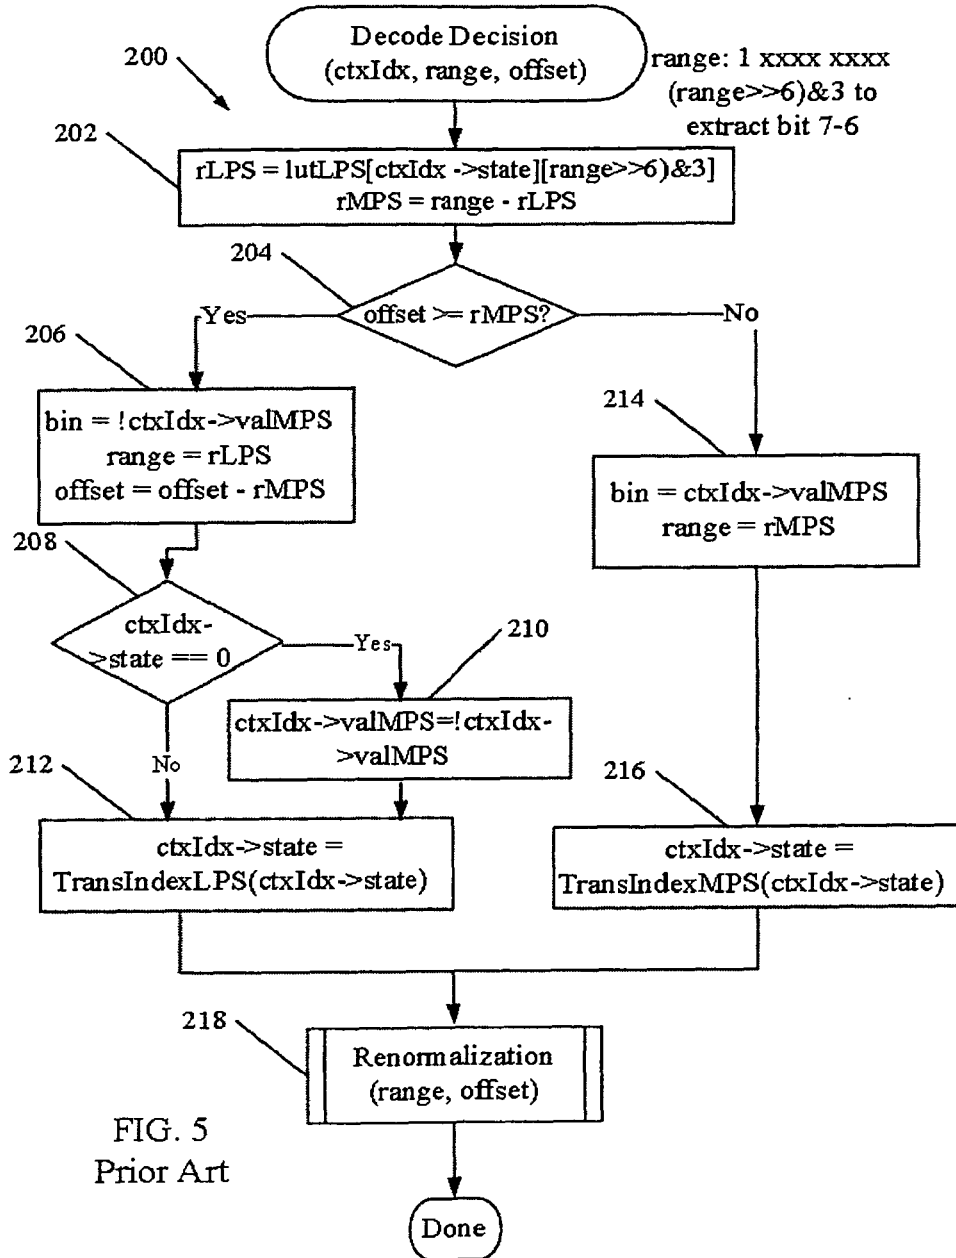 Decode Decision
(ctxIdx, range, offset)
200
range: 1 xxxx xxxx
(range>>6)&3 to
extract bit 7-6
202
rLPS = lutLPS[ctxIdx ->state][range>>6)&3]
rMPS = range - rLPS
204
offset >= rMPS?
Yes
No
206
bin = !ctxIdx->valMPS
range = rLPS
offset = offset - rMPS
214
bin = ctxIdx->valMPS
range = rMPS
208
ctxIdx-
>state == 0
Yes
210
ctxIdx->valMPS=!ctxIdx-
>valMPS
No
212
ctxIdx->state =
TransIndexLPS(ctxIdx->state)
216
ctxIdx->state =
TransIndexMPS(ctxIdx->state)
218
Renormalization
(range, offset)
FIG. 5
Prior Art
Done